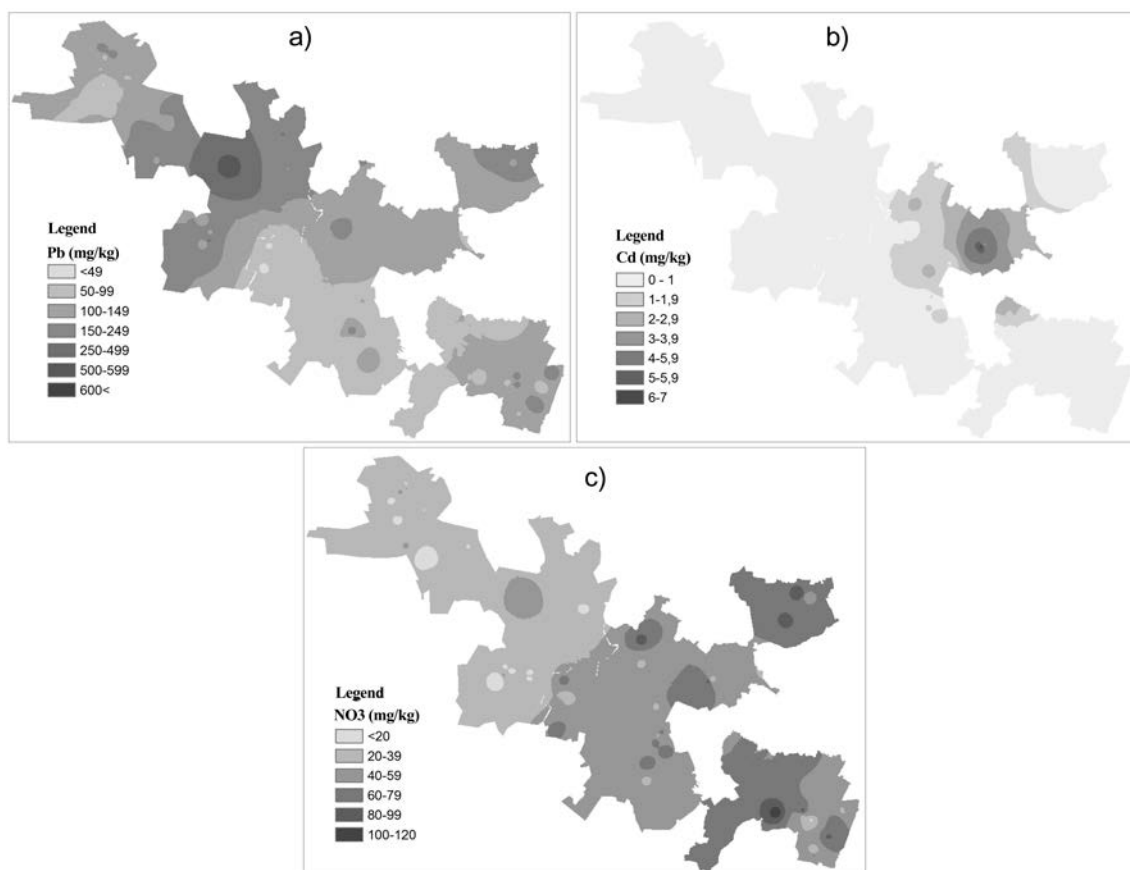 a)
Legend
Pb (mg/kg)
<49
50-99
100-149
150-249
250-499
500-599
600<
b)
Legend
Cd (mg/kg)
0 - 1
1-1,9
2-2,9
3-3,9
4-5,9
5-5,9
6-7
c)
Legend
NO3 (mg/kg)
<20
20-39
40-59
60-79
80-99
100-120